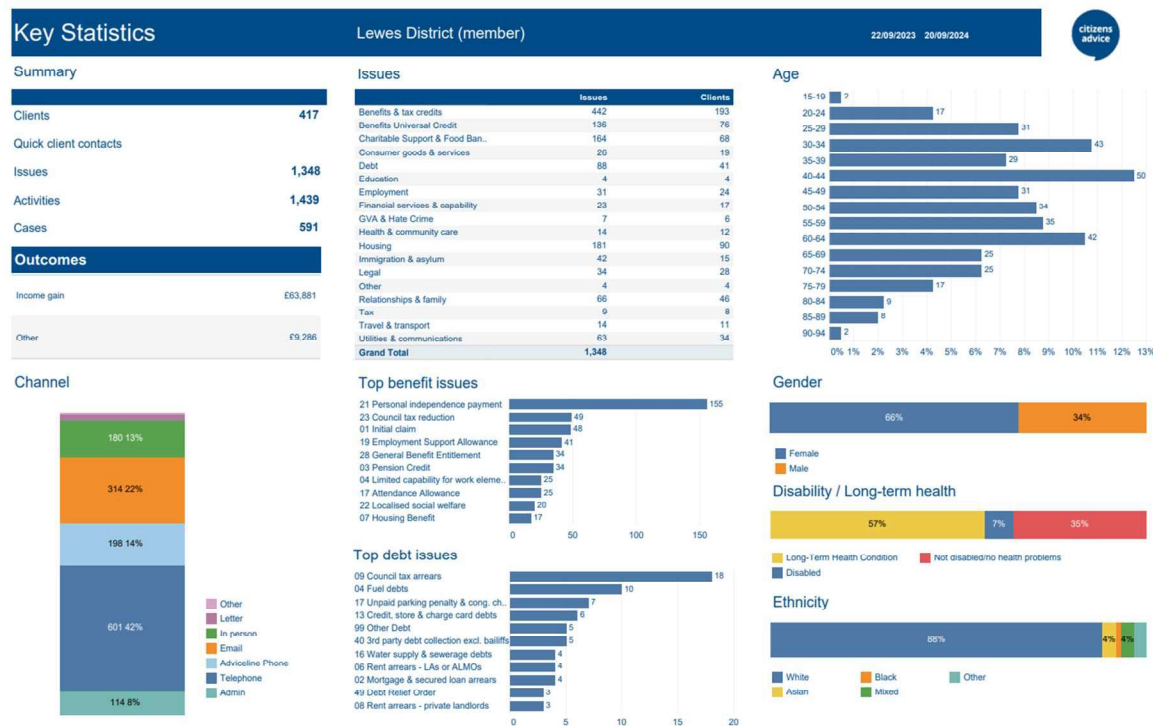 Key Statistics
Lewes District (member)
22/09/2023 20/09/2024
citizens
advice
Summary
Clients 417
Quick client contacts
Issues 1,348
Activities 1,439
Cases 591
Outcomes
Income gain £63,881
Other £9,286
Issues
Issues Clients
Benefits & tax credits 442 193
Benefits Universal Credit 136 76
Charitable Support & Food Ban.. 164 68
Consumer goods & services 26 19
Debt 88 41
Education 4 4
Employment 31 24
Financial services & capability 23 17
GVA & Hate Crime 7 6
Health & community care 14 12
Housing 181 90
Immigration & asylum 42 15
Legal 34 28
Other 4 4
Relationships & family 66 46
Tax 9 8
Travel & transport 14 11
Utilities & communications 63 34
Grand Total 1,348
Age
15-19 2
20-24 17
25-29 31
30-34 43
35-39 29
40-44 50
45-49 31
50-54 34
55-59 35
60-64 42
65-69 25
70-74 25
75-79 17
80-84 9
85-89 8
90-94 2
0% 1% 2% 3% 4% 5% 6% 7% 8% 9% 10% 11% 12% 13%
Channel
180 13%
314 22%
198 14%
601 42%
114 8%
Other
Letter
In person
Email
Adviceline Phone
Telephone
Admin
Top benefit issues
21 Personal independence payment 155
23 Council tax reduction 49
01 Initial claim 48
19 Employment Support Allowance 41
28 General Benefit Entitlement 34
03 Pension Credit 34
04 Limited capability for work eleme.. 25
17 Attendance Allowance 25
22 Localised social welfare 20
07 Housing Benefit 17
0 50 100 150
Top debt issues
09 Council tax arrears 18
04 Fuel debts 10
17 Unpaid parking penalty & cong. ch.. 7
13 Credit, store & charge card debts 6
99 Other Debt 5
40 3rd party debt collection excl. bailiffs 5
16 Water supply & sewerage debts 4
06 Rent arrears - LAs or ALMOs 4
02 Mortgage & secured loan arrears 4
49 Debt Relief Order 3
08 Rent arrears - private landlords 3
0 5 10 15 20
Gender
66% 34%
Female
Male
Disability / Long-term health
57% 7% 35%
Long-Term Health Condition Not disabled/no health problems
Disabled
Ethnicity
88% 4% 4%
White Black Other
Asian Mixed